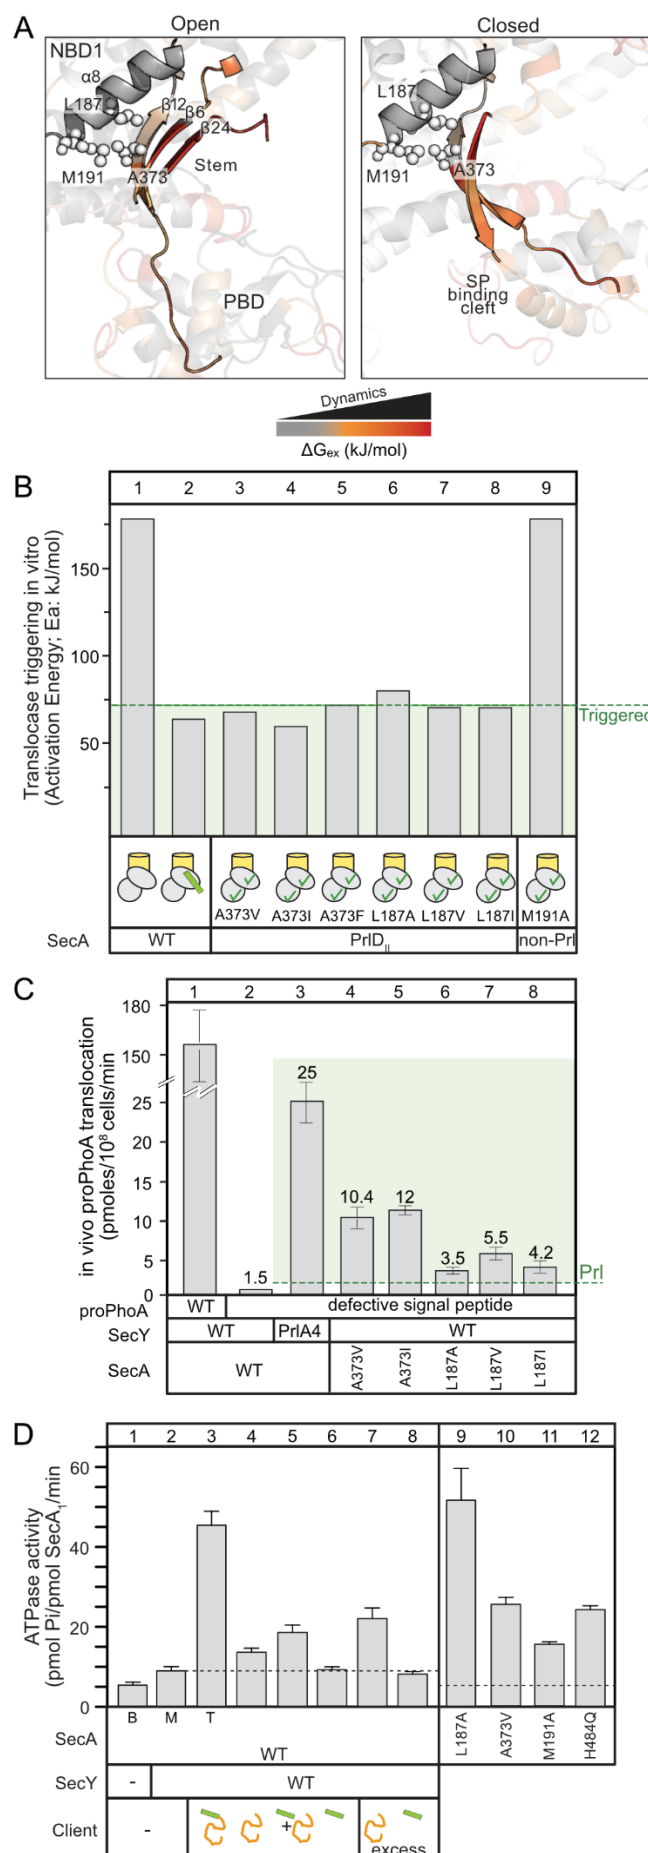 A
Open
Closed
NBD1
α8
L187
β12
β6
β24
Stem
M191
A373
PBD
L187
M191
A373
SP
binding
cleft
Dynamics
ΔGex (kJ/mol)
B
1 2 3 4 5 6 7 8 9
Translocase triggering in vitro
(Activation Energy; Ea: kJ/mol)
150
100
50
Triggered
A373V A373I A373F L187A L187V L187I M191A
SecA WT PrlDII non-Prl
C
1 2 3 4 5 6 7 8
in vivo proPhoA translocation
(pmoles/10⁸ cells/min)
180
150
25
20
15
10
5
0
1.5
25
10.4
12
3.5
5.5
4.2
Prl
proPhoA WT defective signal peptide
SecY WT PrlA4 WT
SecA WT A373V A373I L187A L187V L187I
D
1 2 3 4 5 6 7 8 9 10 11 12
ATPase activity
(pmol Pi/pmol SecA1/min)
60
40
20
0
B M T
SecA WT L187A A373V M191A H484Q
SecY - WT
Client - +
excess